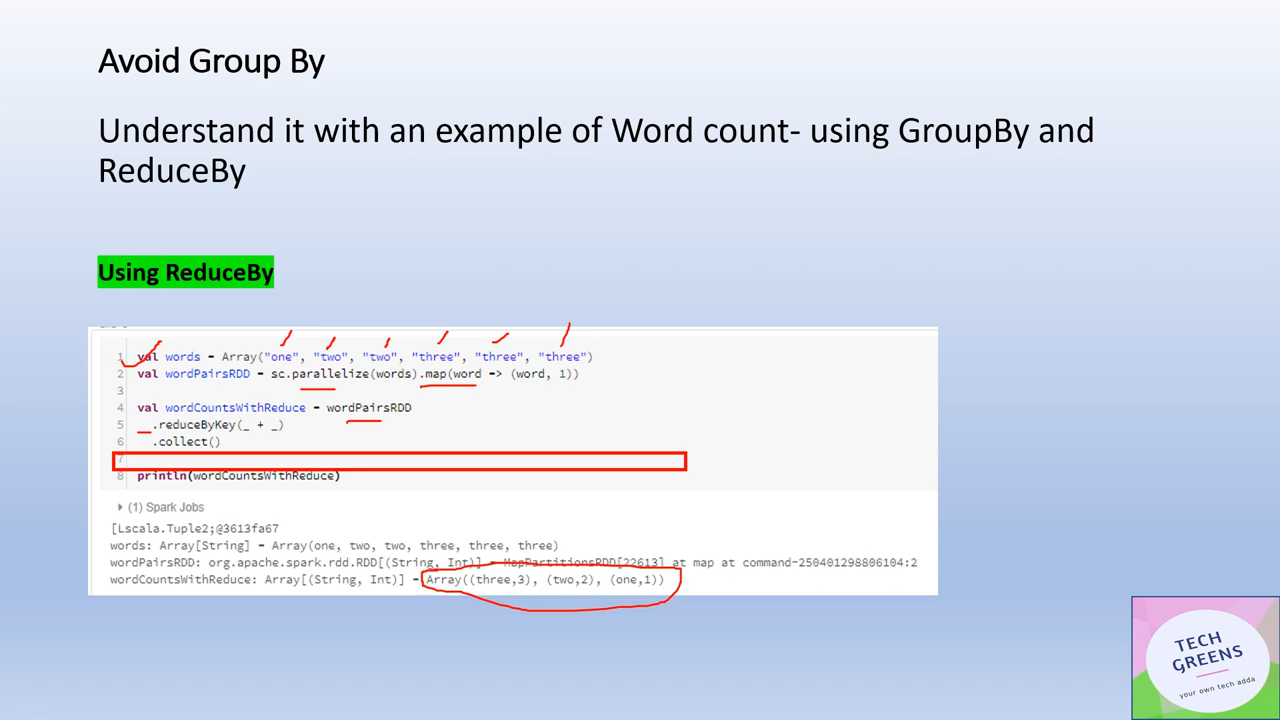 Avoid Group By
Understand it with an example of Word count- using GroupBy and
ReduceBy
Using ReduceBy
1 val words = Array("one", "two", "two", "three", "three", "three")
2 val wordPairsRDD = sc.parallelize(words).map(word => (word, 1))
3
4 val wordCountsWithReduce = wordPairsRDD
5 .reduceByKey(_ + _)
6 .collect()
7
8 println(wordCountsWithReduce)
(1) Spark Jobs
[Lscala.Tuple2;@3613fa67
words: Array[String] = Array(one, two, two, three, three, three)
wordPairsRDD: org.apache.spark.rdd.RDD[(String, Int)] = MapPartitionsRDD[22613] at map at command-250401298806104:2
wordCountsWithReduce: Array[(String, Int)] = Array((three,3), (two,2), (one,1))
TECH
GREENS
your own tech adda